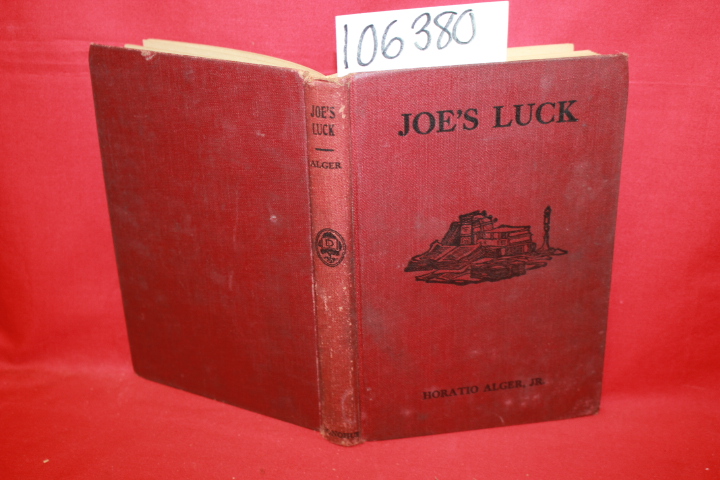 106380
JOE'S
LUCK
ALGER
JOE'S LUCK
HORATIO ALGER, JR